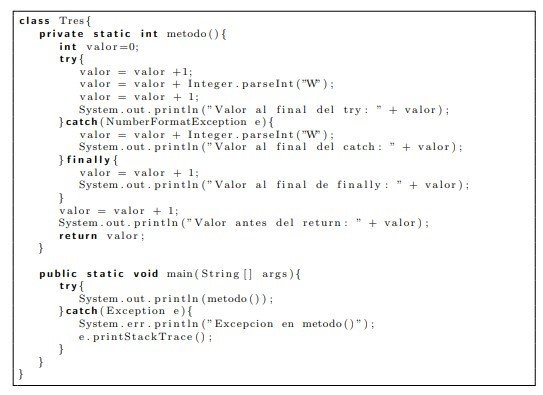 class Tres{
private static int metodo(){
int valor=0;
try{
valor = valor +1;
valor = valor + Integer.parseInt("W");
valor = valor + 1;
System.out.println("Valor al final del try: " + valor);
}catch(NumberFormatException e){
valor = valor + Integer.parseInt("W");
System.out.println("Valor al final del catch: " + valor);
}finally{
valor = valor + 1;
System.out.println("Valor al final de finally: " + valor);
}
valor = valor + 1;
System.out.println("Valor antes del return: " + valor);
return valor;
}
public static void main(String[] args){
try{
System.out.println(metodo());
}catch(Exception e){
System.err.println("Excepcion en metodo()");
e.printStackTrace();
}
}
}